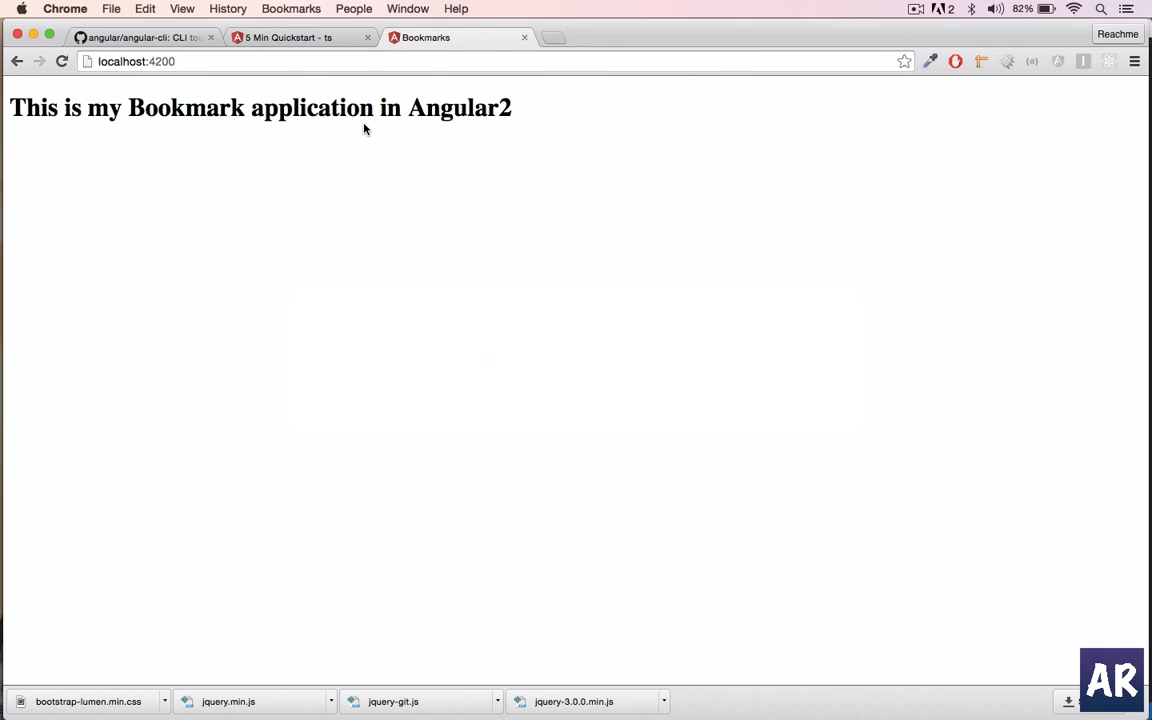 Chrome File Edit View History Bookmarks People Window Help 2 82%
angular/angular-cli: CLI too 5 Min Quickstart - ts Bookmarks Reachme
localhost:4200
This is my Bookmark application in Angular2
bootstrap-lumen.min.css jquery.min.js jquery-git.js jquery-3.0.0.min.js
AR